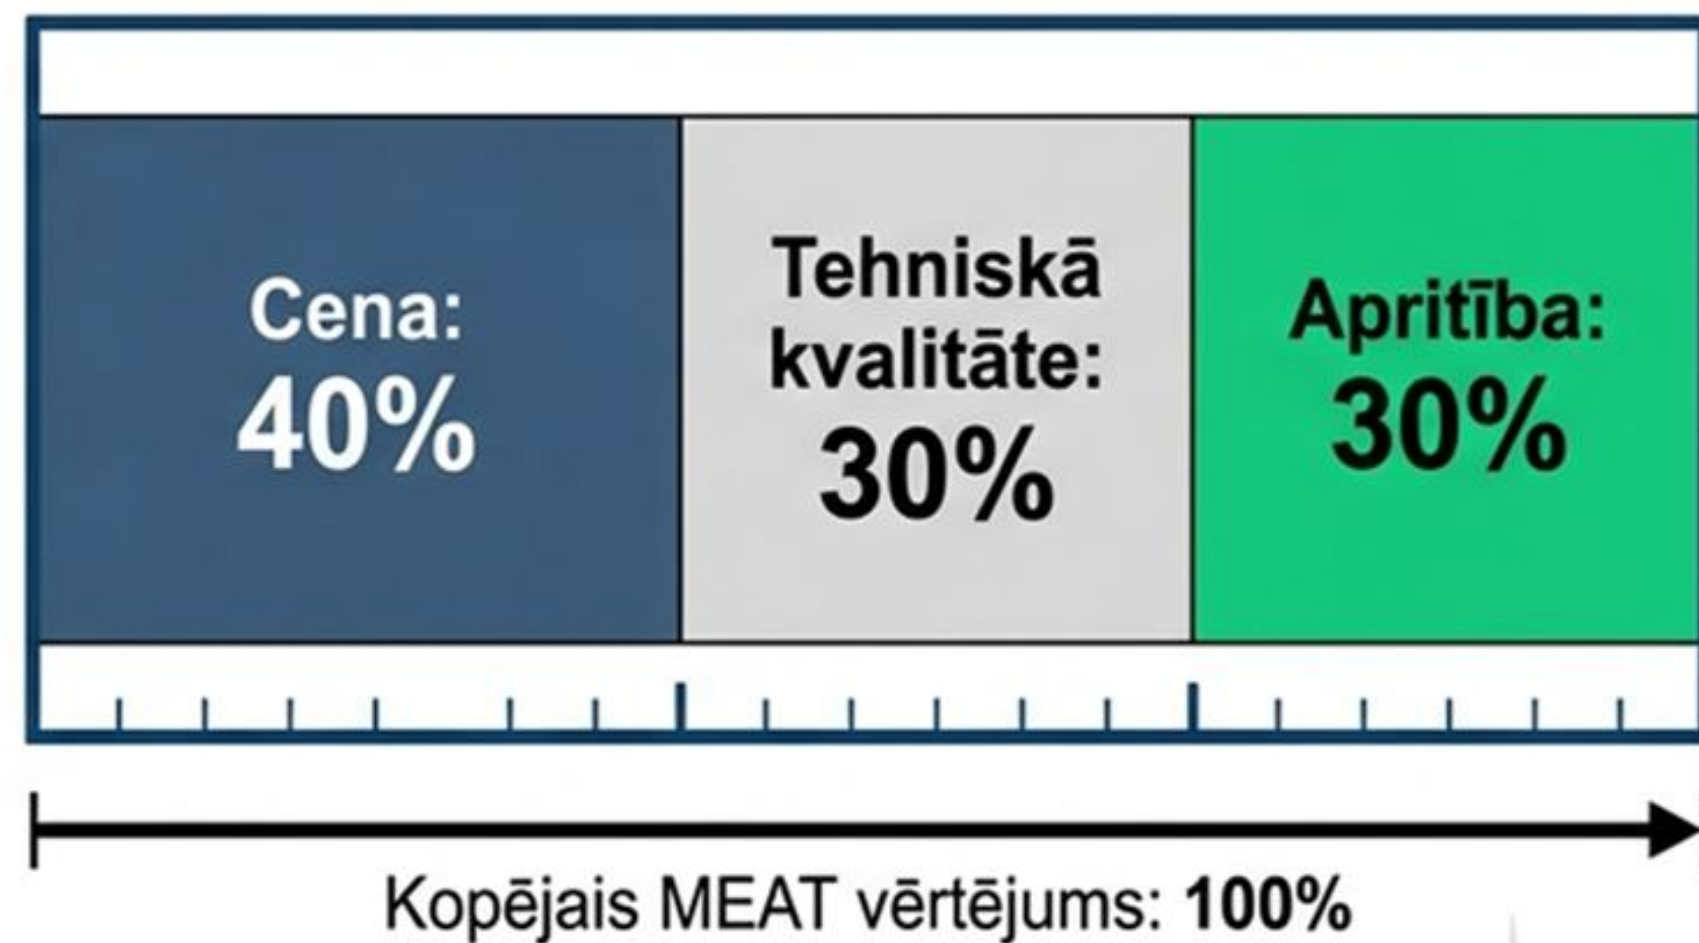 Cena:
40%
Tehniskā
kvalitāte:
30%
Apritība:
30%
Kopējais MEAT vērtējums: 100%